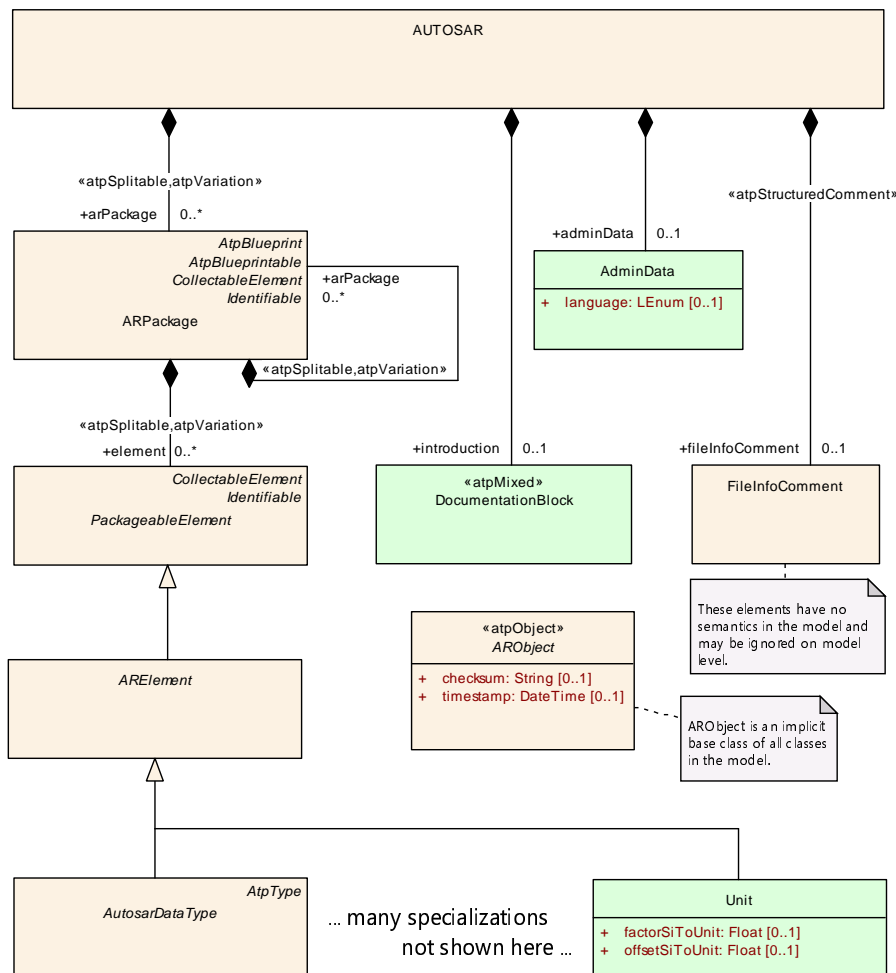 AUTOSAR
«atpSplitable,atpVariation»
+arPackage 0..*
«atpStructuredComment»
+adminData 0..1
AtpBlueprint
AtpBlueprintable
CollectableElement
Identifiable
ARPackage
+arPackage
0..*
«atpSplitable,atpVariation»
AdminData
+ language: LEnum [0..1]
«atpSplitable,atpVariation»
+element 0..*
+introduction 0..1
+fileInfoComment 0..1
CollectableElement
Identifiable
PackageableElement
«atpMixed»
DocumentationBlock
FileInfoComment
These elements have no
semantics in the model and
may be ignored on model
level.
«atpObject»
ARObject
+ checksum: String [0..1]
+ timestamp: DateTime [0..1]
ARObject is an implicit
base class of all classes
in the model.
ARElement
AtpType
AutosarDataType
... many specializations
not shown here ...
Unit
+ factorSiToUnit: Float [0..1]
+ offsetSiToUnit: Float [0..1]